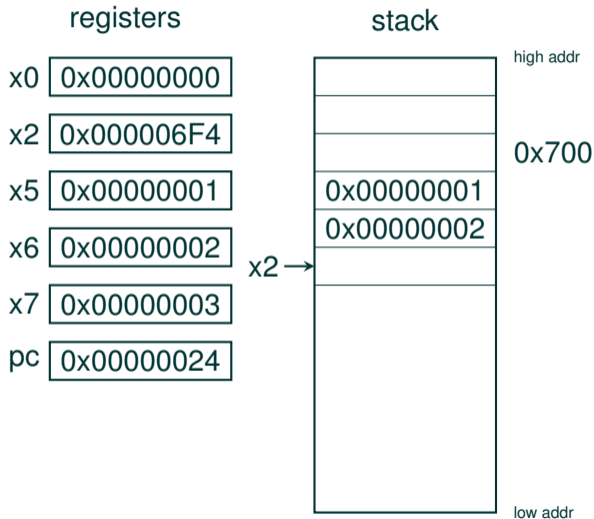 registers
x0 0x00000000
x2 0x000006F4
x5 0x00000001
x6 0x00000002
x7 0x00000003
pc 0x00000024
stack
high addr
0x700
0x00000001
0x00000002
x2
low addr